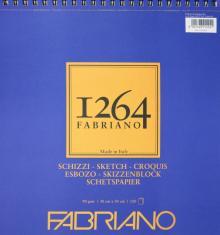 1264
FABRIANO
Made in Italy
SCHIZZI - SKETCH - CROQUIS
ESBOZO - SKIZZENBLOCK
SCHETSPAPIER
FABRIANO